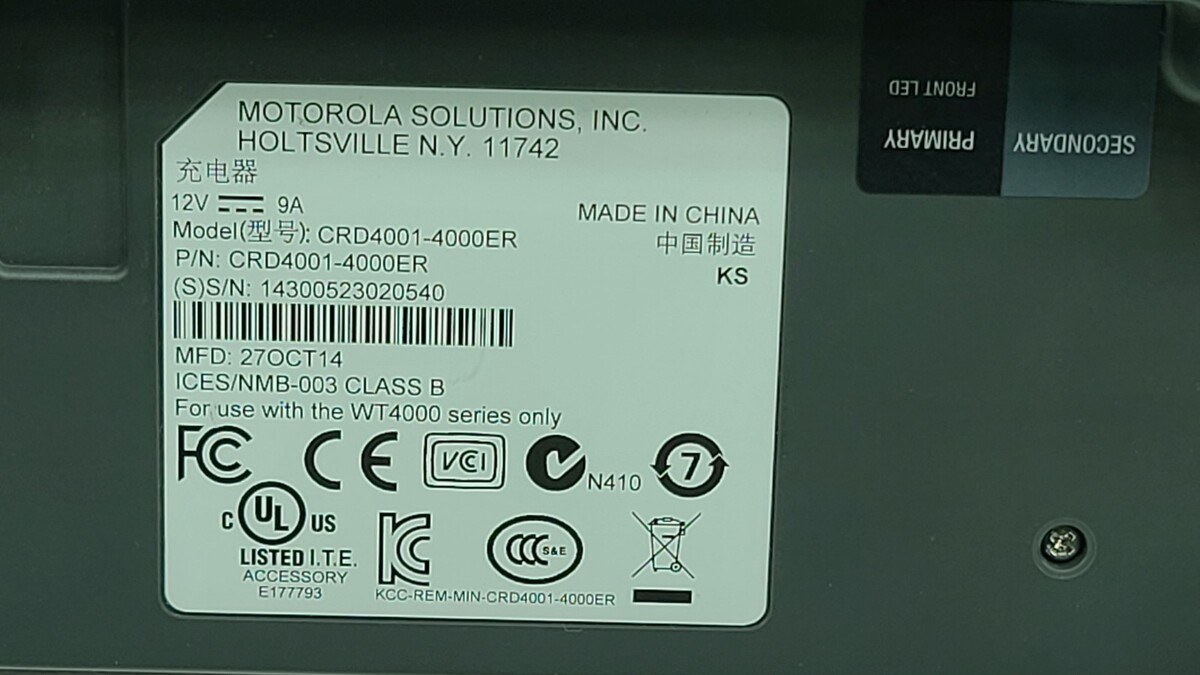 MOTOROLA SOLUTIONS, INC.
HOLTSVILLE N.Y. 11742
充电器
12V 9A
Model(型号): CRD4001-4000ER
P/N: CRD4001-4000ER
(S)S/N: 14300523020540
MADE IN CHINA
中国制造
KS
MFD: 27OCT14
ICES/NMB-003 CLASS B
For use with the WT4000 series only
FC CE VCI N410 7
C UL US
LISTED I.T.E.
ACCESSORY
E177793
KC
KCC-REM-MIN-CRD4001-4000ER
CCC S&E
FRONT LED
PRIMARY
SECONDARY